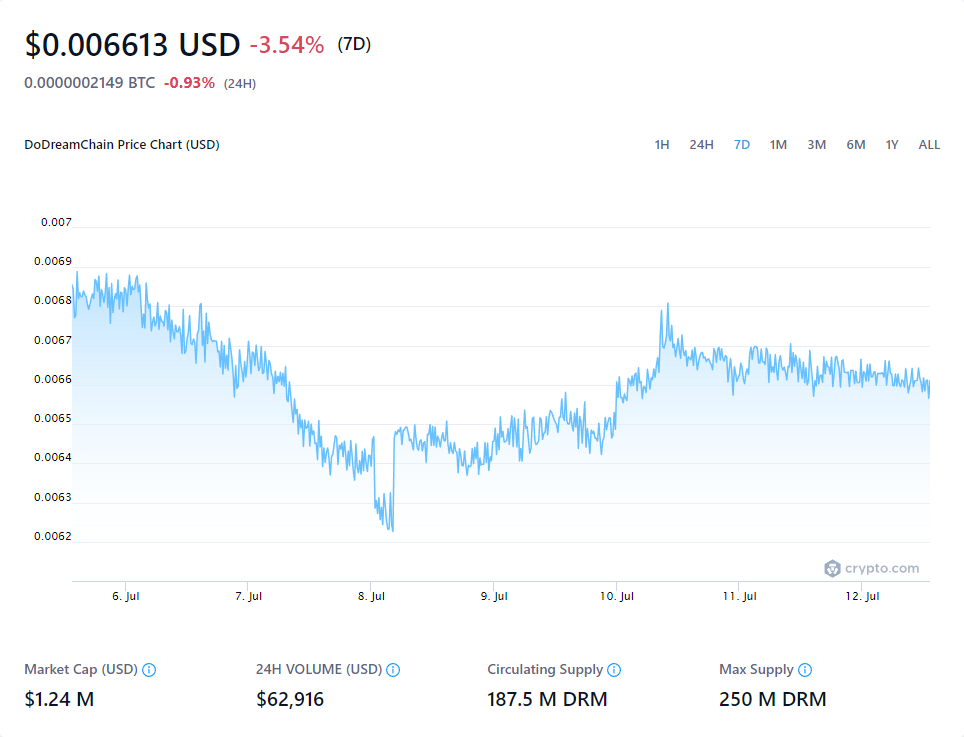 $0.006613 USD -3.54% (7D)
0.0000002149 BTC -0.93% (24H)
DoDreamChain Price Chart (USD) 1H 24H 7D 1M 3M 6M 1Y ALL
0.007
0.0069
0.0068
0.0067
0.0066
0.0655
0.0064
0.0063
0.0062
crypto.com
6. Jul 7. Jul 8. Jul 9. Jul 10. Jul 11. Jul 12. Jul
Market Cap (USD) 24H VOLUME (USD) Circulating Supply Max Supply
$1.24 M $62,916 187.5 M DRM 250 M DRM